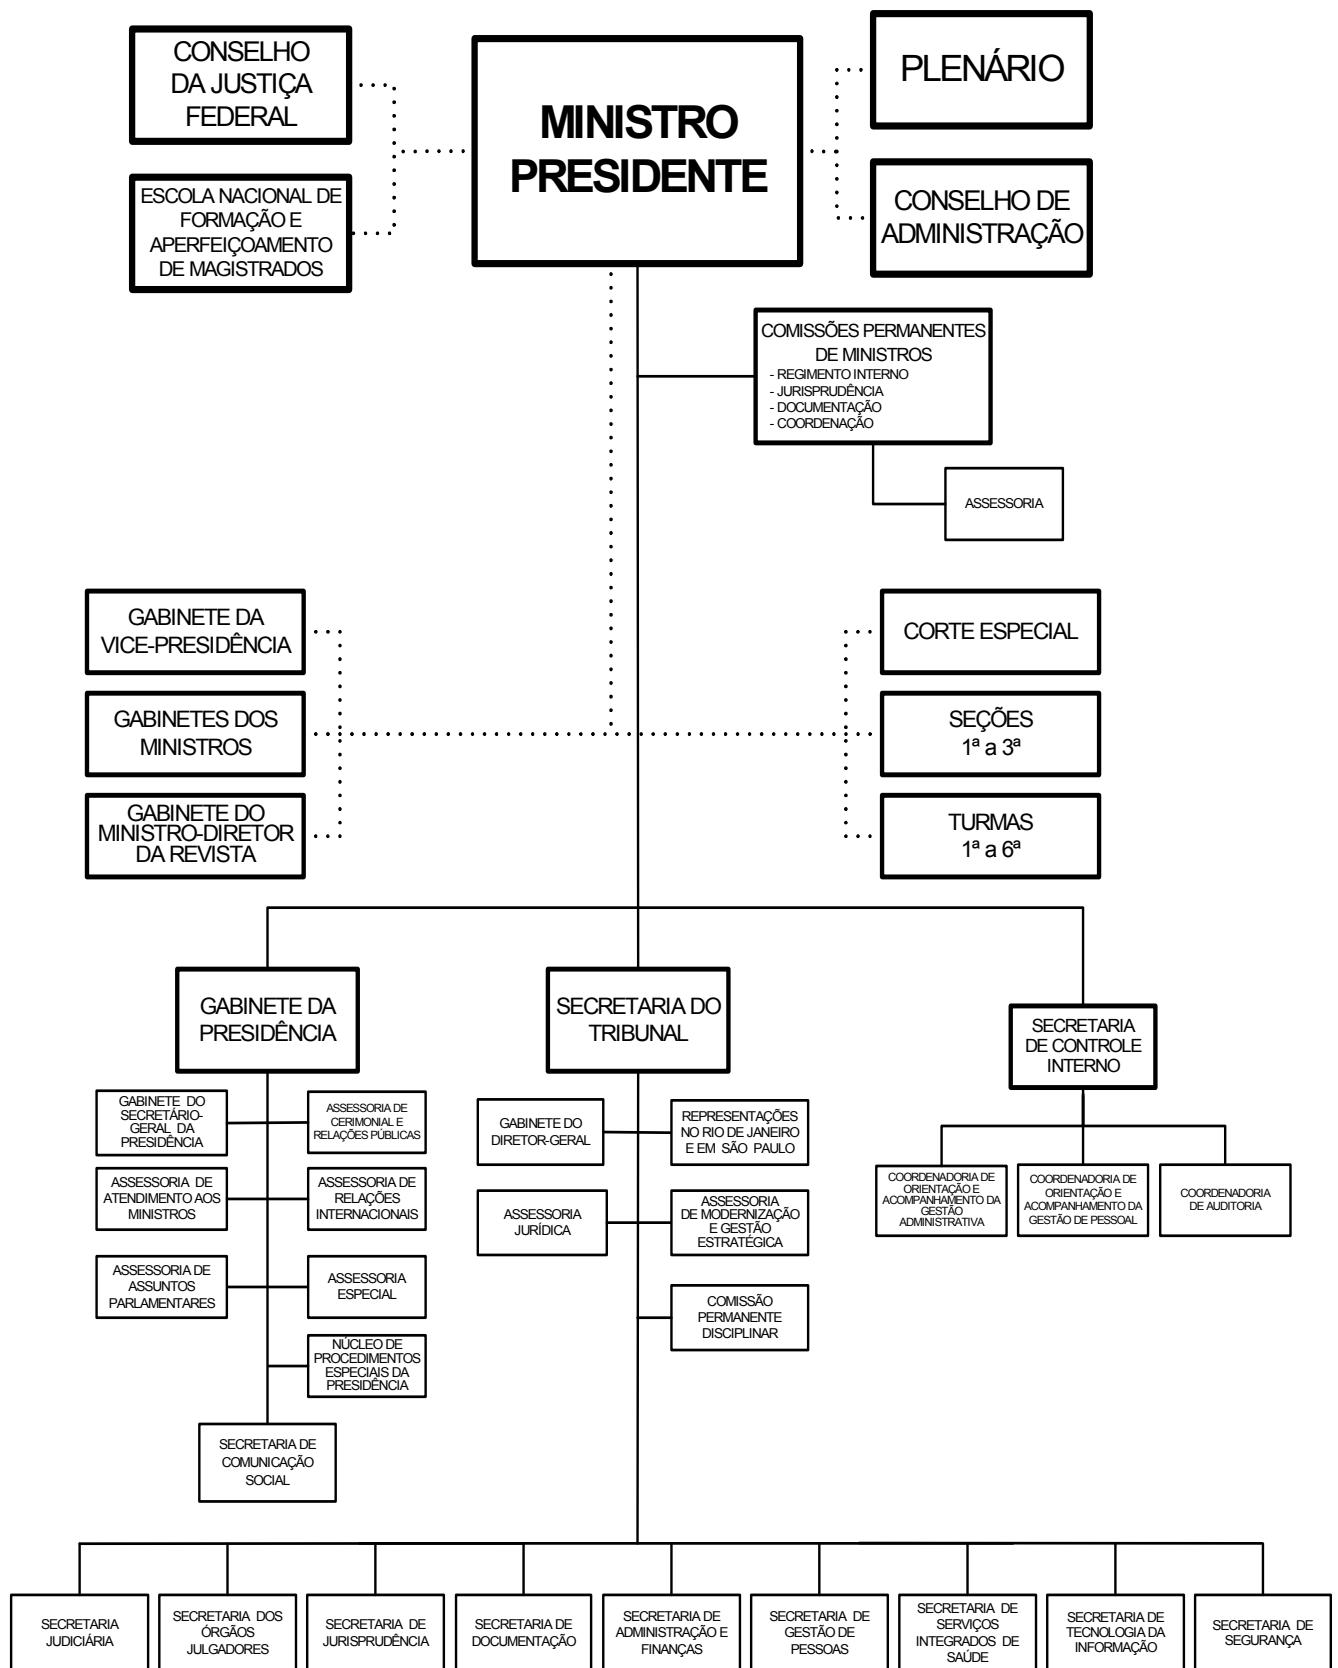 CONSELHO
DA JUSTIÇA
FEDERAL
MINISTRO
PRESIDENTE
PLENÁRIO
ESCOLA NACIONAL DE
FORMAÇÃO E
APERFEIÇOAMENTO
DE MAGISTRADOS
CONSELHO DE
ADMINISTRAÇÃO
COMISSÕES PERMANENTES
DE MINISTROS
- REGIMENTO INTERNO
- JURISPRUDÊNCIA
- DOCUMENTAÇÃO
- COORDENAÇÃO
ASSESSORIA
GABINETE DA
VICE-PRESIDÊNCIA
CORTE ESPECIAL
GABINETES DOS
MINISTROS
SEÇÕES
1ª a 3ª
GABINETE DO
MINISTRO-DIRETOR
DA REVISTA
TURMAS
1ª a 6ª
GABINETE DA
PRESIDÊNCIA
SECRETARIA DO
TRIBUNAL
SECRETARIA
DE CONTROLE
INTERNO
GABINETE DO
SECRETÁRIO-
GERAL DA
PRESIDÊNCIA
ASSESSORIA DE
CERIMONIAL E
RELAÇÕES PÚBLICAS
GABINETE DO
DIRETOR-GERAL
REPRESENTAÇÕES
NO RIO DE JANEIRO
E EM SÃO PAULO
ASSESSORIA DE
ATENDIMENTO AOS
MINISTROS
ASSESSORIA DE
RELAÇÕES
INTERNACIONAIS
ASSESSORIA
JURÍDICA
ASSESSORIA
DE MODERNIZAÇÃO
E GESTÃO
ESTRATÉGICA
COORDENADORIA DE
ORIENTAÇÃO E
ACOMPANHAMENTO DA
GESTÃO
ADMINISTRATIVA
COORDENADORIA DE
ORIENTAÇÃO E
ACOMPANHAMENTO DA
GESTÃO DE PESSOAL
COORDENADORIA
DE AUDITORIA
ASSESSORIA DE
ASSUNTOS
PARLAMENTARES
ASSESSORIA
ESPECIAL
COMISSÃO
PERMANENTE
DISCIPLINAR
NÚCLEO DE
PROCEDIMENTOS
ESPECIAIS DA
PRESIDÊNCIA
SECRETARIA DE
COMUNICAÇÃO
SOCIAL
SECRETARIA
JUDICIÁRIA
SECRETARIA DOS
ÓRGÃOS
JULGADORES
SECRETARIA DE
JURISPRUDÊNCIA
SECRETARIA DE
DOCUMENTAÇÃO
SECRETARIA DE
ADMINISTRAÇÃO E
FINANÇAS
SECRETARIA DE
GESTÃO DE
PESSOAS
SECRETARIA DE
SERVIÇOS
INTEGRADOS DE
SAÚDE
SECRETARIA DE
TECNOLOGIA DA
INFORMAÇÃO
SECRETARIA DE
SEGURANÇA